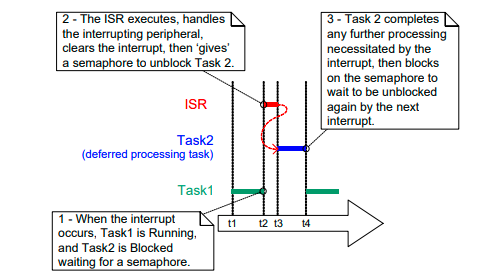 2 - The ISR executes, handles
the interrupting peripheral,
clears the interrupt, then 'gives'
a semaphore to unblock Task 2.
3 - Task 2 completes
any further processing
necessitated by the
interrupt, then blocks
on the semaphore to
wait to be unblocked
again by the next
interrupt.
ISR
Task2
(deferred processing task)
Task1
1 - When the interrupt
occurs, Task1 is Running,
and Task2 is Blocked
waiting for a semaphore.
t1 t2 t3 t4